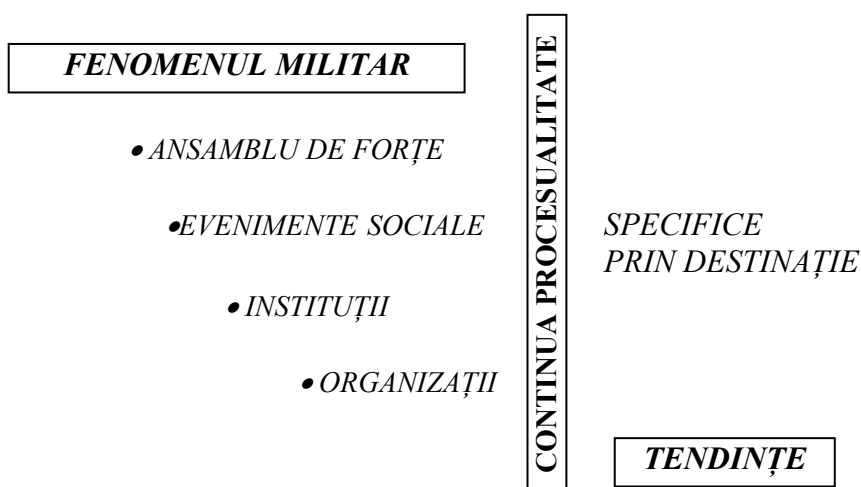 FENOMENUL MILITAR
• ANSAMBLU DE FORȚE
•EVENIMENTE SOCIALE
• INSTITUȚII
• ORGANIZAȚII
CONTINUA PROCESUALITATE
SPECIFICE
PRIN DESTINAȚIE
TENDINȚE